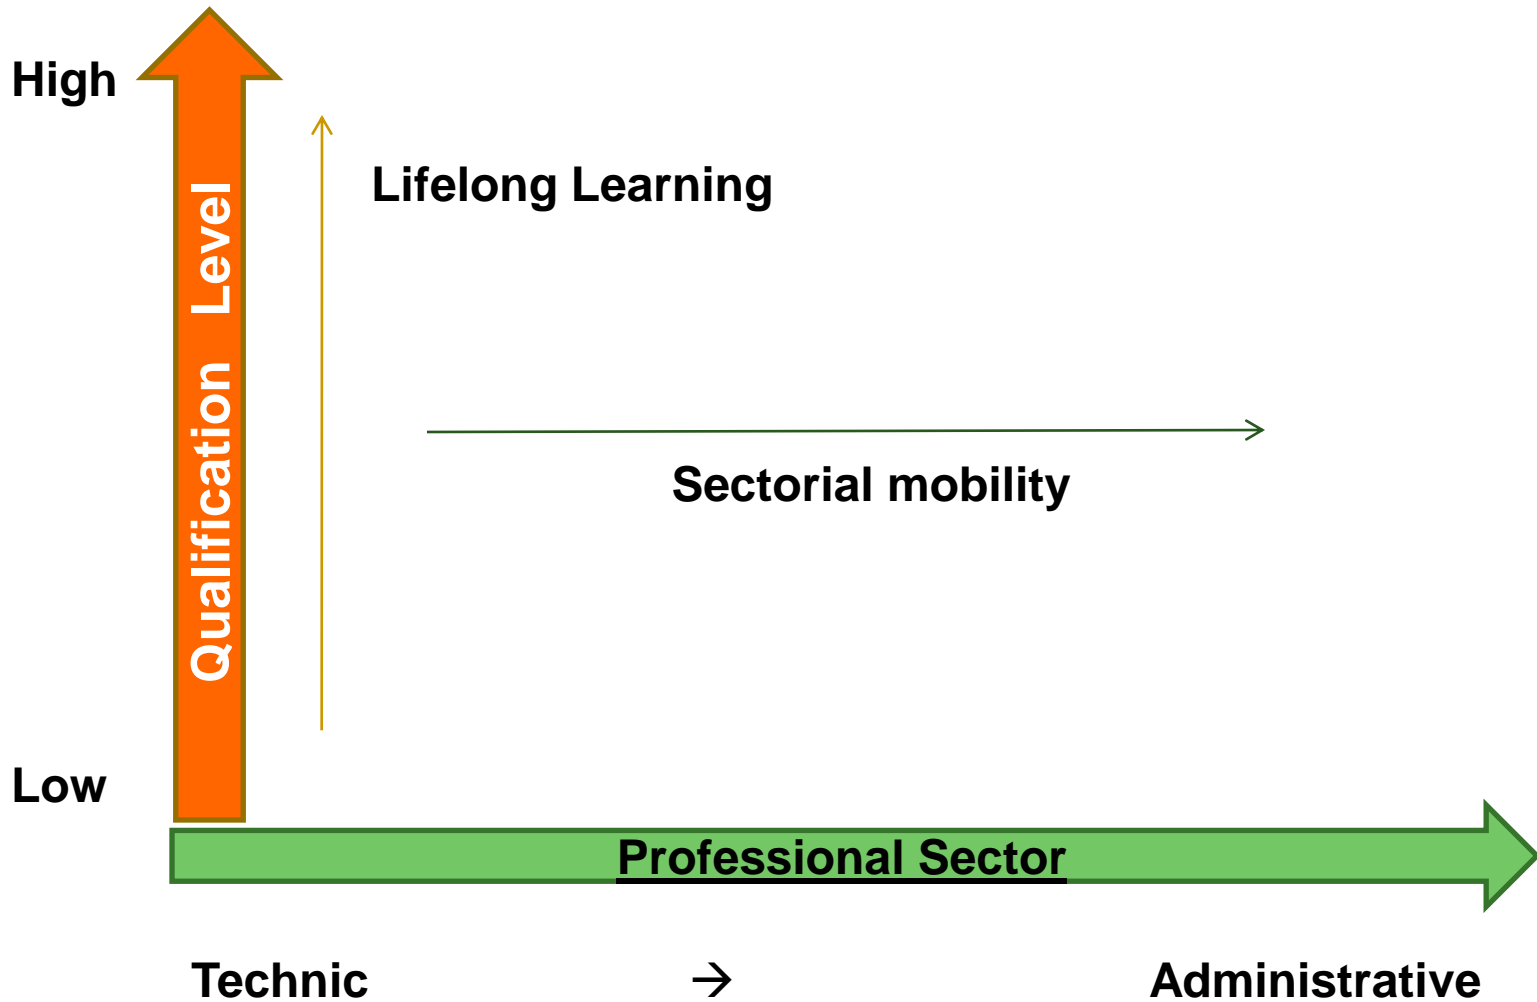 High
Lifelong Learning
Qualification Level
Sectorial mobility
Low
Professional Sector
Technic → Administrative